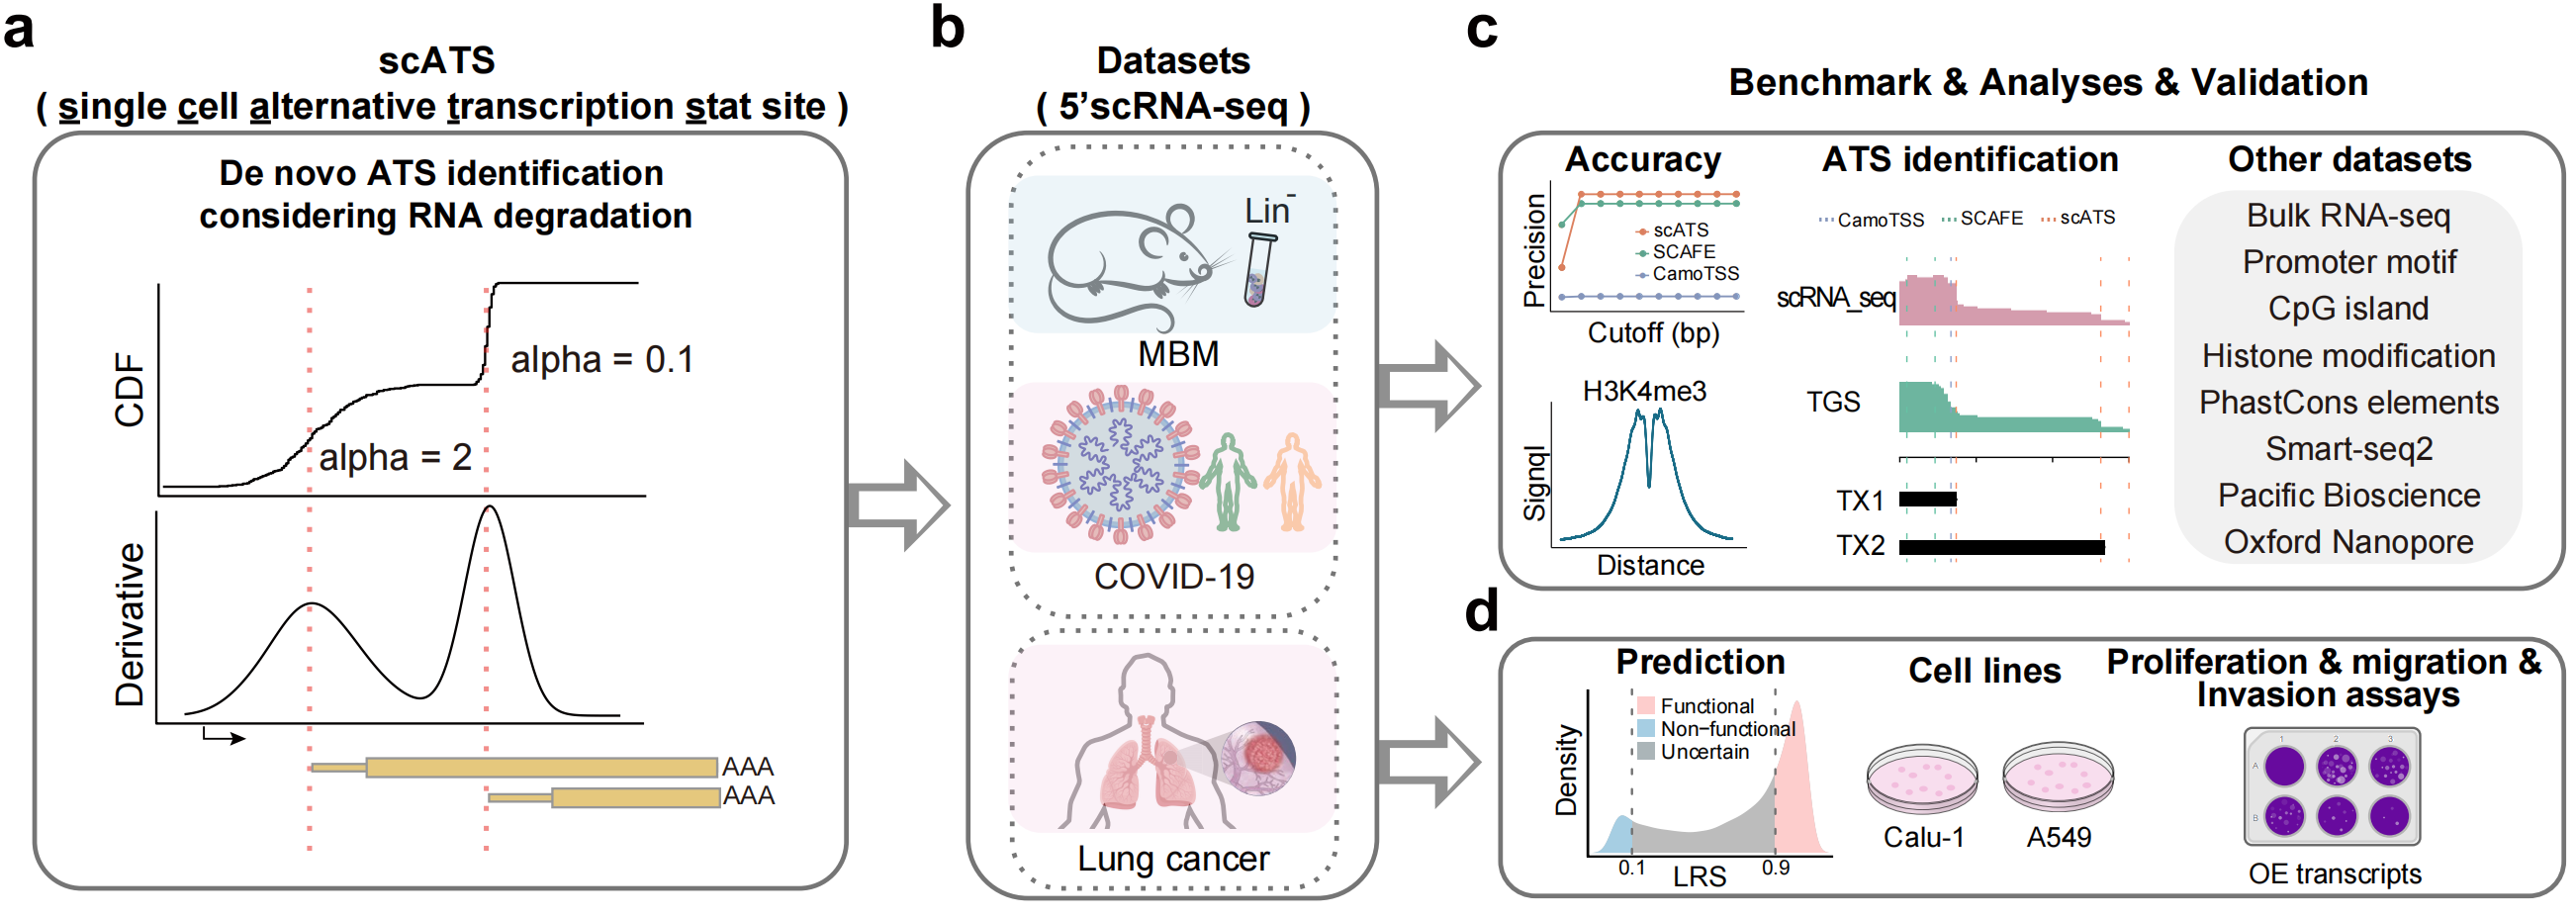 a
scATS
( single cell alternative transcription stat site )
De novo ATS identification
considering RNA degradation
CDF
alpha = 0.1
alpha = 2
Derivative
AAA
AAA
b
Datasets
( 5’scRNA-seq )
Lin-
MBM
COVID-19
Lung cancer
c
Benchmark & Analyses & Validation
Accuracy
Precision
scATS
SCAFE
CamoTSS
Cutoff (bp)
H3K4me3
Signql
Distance
ATS identification
CamoTSS SCAFE scATS
scRNA_seq
TGS
TX1
TX2
Other datasets
Bulk RNA-seq
Promoter motif
CpG island
Histone modification
PhastCons elements
Smart-seq2
Pacific Bioscience
Oxford Nanopore
d
Prediction
Density
Functional
Non-functional
Uncertain
0.1
0.9
LRS
Cell lines
Calu-1
A549
Proliferation & migration &
Invasion assays
1 2 3
A
B
OE transcripts